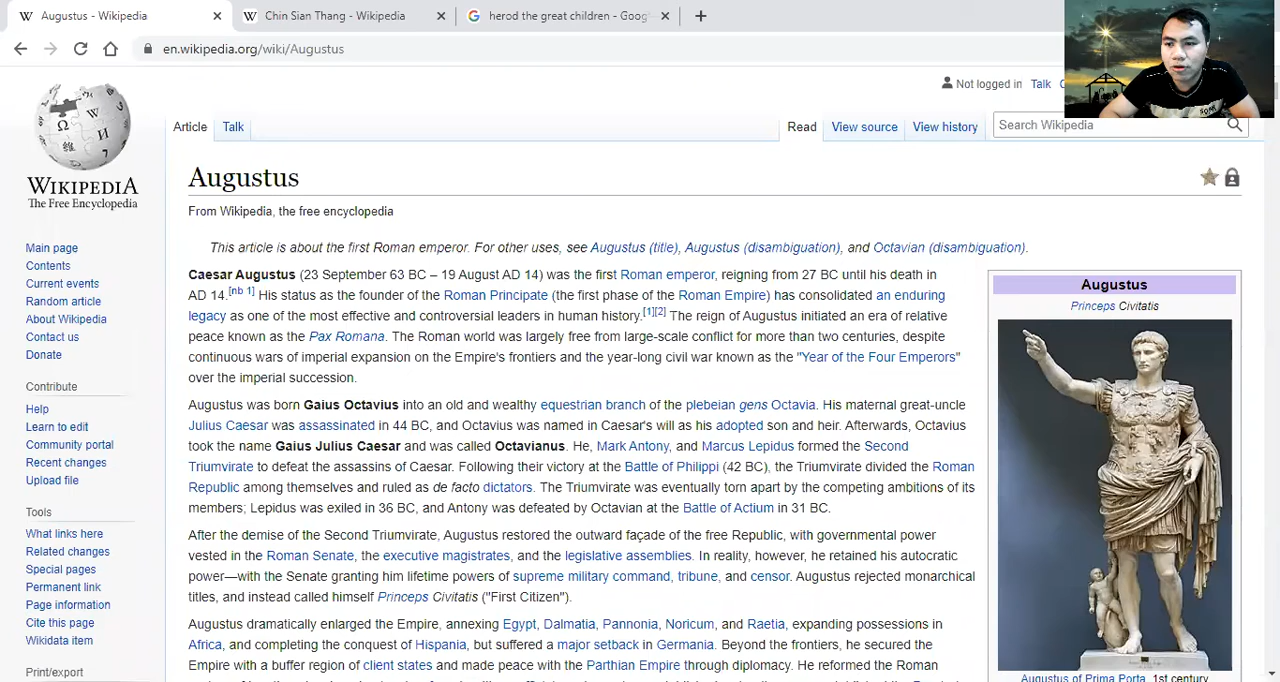 Augustus - Wikipedia
Chin Sian Thang - Wikipedia
herod the great children - Goog
en.wikipedia.org/wiki/Augustus
Not logged in Talk
Article Talk Read View source View history Search Wikipedia
WIKIPEDIA
The Free Encyclopedia
Main page
Contents
Current events
Random article
About Wikipedia
Contact us
Donate
Contribute
Help
Learn to edit
Community portal
Recent changes
Upload file
Tools
What links here
Related changes
Special pages
Permanent link
Page information
Cite this page
Wikidata item
Print/export
Augustus
From Wikipedia, the free encyclopedia
This article is about the first Roman emperor. For other uses, see Augustus (title), Augustus (disambiguation), and Octavian (disambiguation).
Caesar Augustus (23 September 63 BC – 19 August AD 14) was the first Roman emperor, reigning from 27 BC until his death in
AD 14.[nb 1] His status as the founder of the Roman Principate (the first phase of the Roman Empire) has consolidated an enduring
legacy as one of the most effective and controversial leaders in human history.[1][2] The reign of Augustus initiated an era of relative
peace known as the Pax Romana. The Roman world was largely free from large-scale conflict for more than two centuries, despite
continuous wars of imperial expansion on the Empire's frontiers and the year-long civil war known as the "Year of the Four Emperors"
over the imperial succession.
Augustus was born Gaius Octavius into an old and wealthy equestrian branch of the plebeian gens Octavia. His maternal great-uncle
Julius Caesar was assassinated in 44 BC, and Octavius was named in Caesar's will as his adopted son and heir. Afterwards, Octavius
took the name Gaius Julius Caesar and was called Octavianus. He, Mark Antony, and Marcus Lepidus formed the Second
Triumvirate to defeat the assassins of Caesar. Following their victory at the Battle of Philippi (42 BC), the Triumvirate divided the Roman
Republic among themselves and ruled as de facto dictators. The Triumvirate was eventually torn apart by the competing ambitions of its
members; Lepidus was exiled in 36 BC, and Antony was defeated by Octavian at the Battle of Actium in 31 BC.
After the demise of the Second Triumvirate, Augustus restored the outward façade of the free Republic, with governmental power
vested in the Roman Senate, the executive magistrates, and the legislative assemblies. In reality, however, he retained his autocratic
power—with the Senate granting him lifetime powers of supreme military command, tribune, and censor. Augustus rejected monarchical
titles, and instead called himself Princeps Civitatis ("First Citizen").
Augustus dramatically enlarged the Empire, annexing Egypt, Dalmatia, Pannonia, Noricum, and Raetia, expanding possessions in
Africa, and completing the conquest of Hispania, but suffered a major setback in Germania. Beyond the frontiers, he secured the
Empire with a buffer region of client states and made peace with the Parthian Empire through diplomacy. He reformed the Roman
Augustus
Princeps Civitatis
Augustus of Prima Porta, 1st century